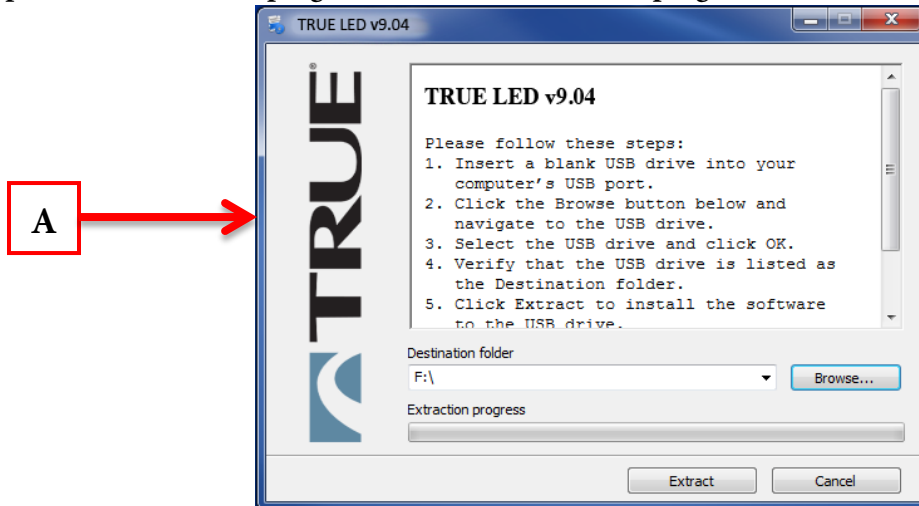 TRUE LED v9.04
TRUE®
TRUE LED v9.04
Please follow these steps:
1. Insert a blank USB drive into your
computer's USB port.
2. Click the Browse button below and
navigate to the USB drive.
3. Select the USB drive and click OK.
4. Verify that the USB drive is listed as
the Destination folder.
5. Click Extract to install the software
to the USB drive.
A
Destination folder
F:\
Browse...
Extraction progress
Extract
Cancel